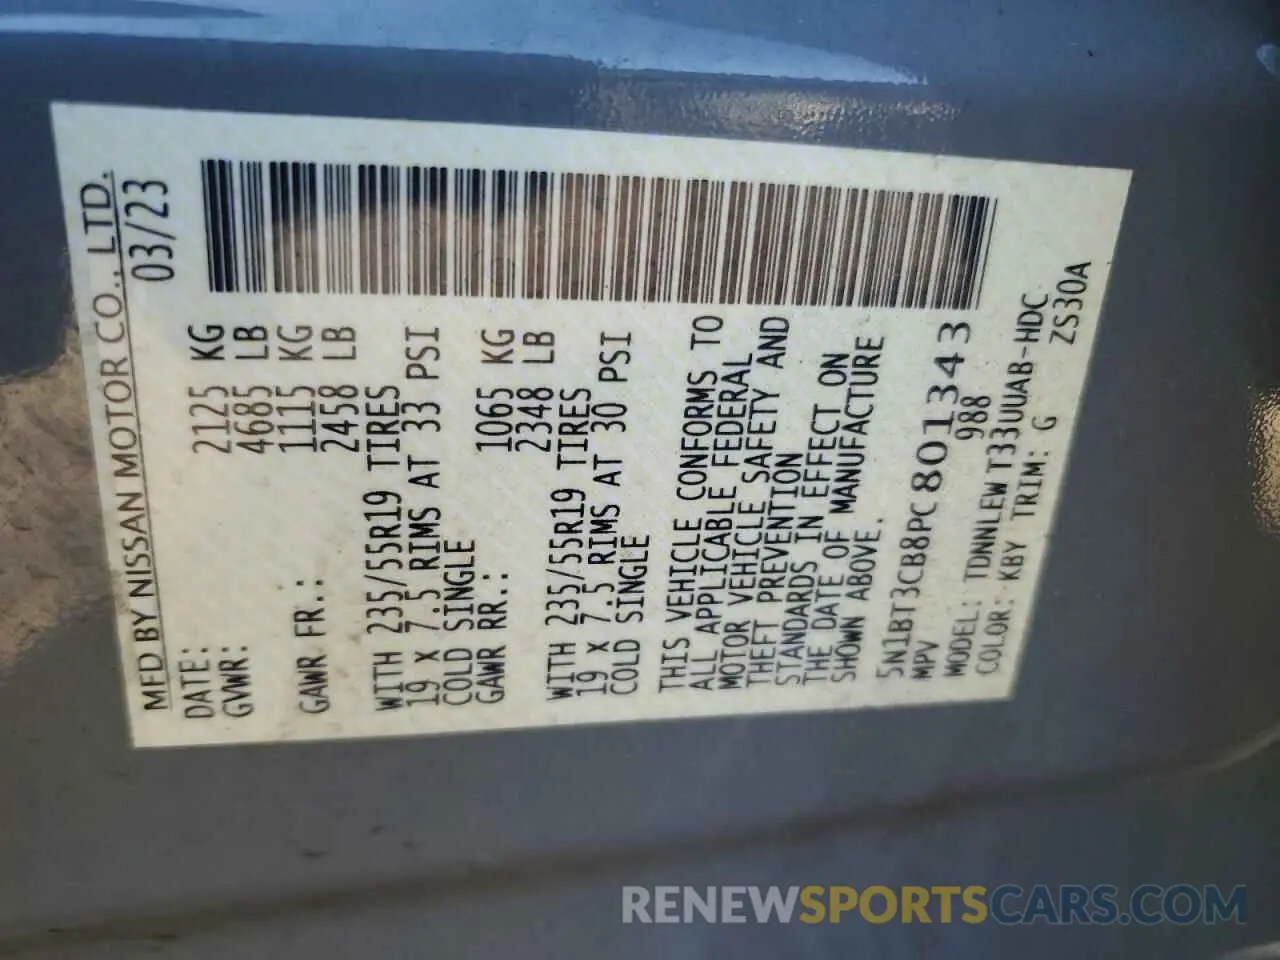 MFD BY NISSAN MOTOR CO., LTD.
DATE: 03/23
GVWR: 2125 KG
4685 LB
GAWR FR.: 1115 KG
2458 LB
WITH 235/55R19 TIRES
19 X 7.5 RIMS AT 33 PSI
COLD SINGLE
GAWR RR.: 1065 KG
2348 LB
WITH 235/55R19 TIRES
19 X 7.5 RIMS AT 30 PSI
COLD SINGLE
THIS VEHICLE CONFORMS TO
ALL APPLICABLE FEDERAL
MOTOR VEHICLE SAFETY AND
THEFT PREVENTION
STANDARDS IN EFFECT ON
THE DATE OF MANUFACTURE
SHOWN ABOVE.
5N1BT3CB8PC801343
MPV 988
MODEL: TDNNLEW T33UUAB-HDC
COLOR: KBY TRIM: G ZS30A
RENEWSPORTSCARS.COM